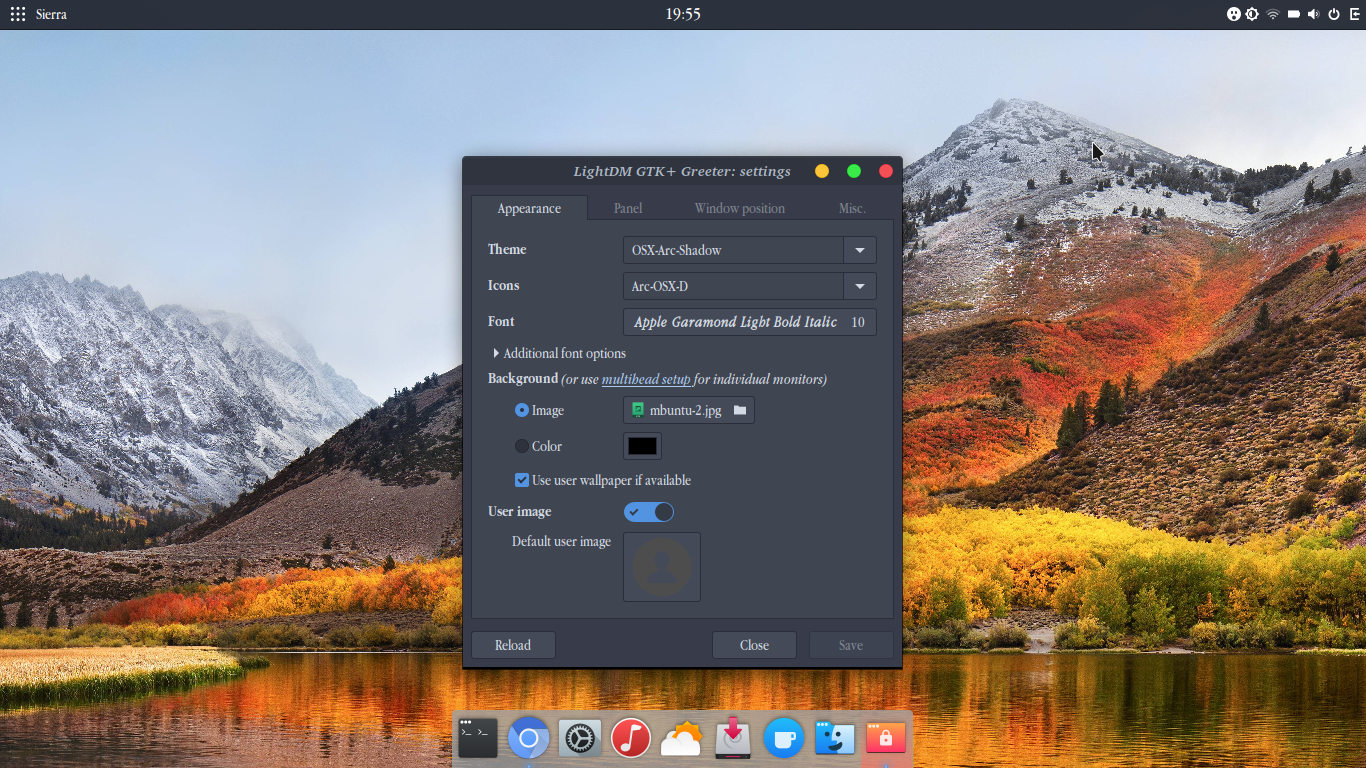 Sierra
19:55
LightDM GTK+ Greeter: settings
Appearance
Panel
Window position
Misc.
Theme
OSX-Arc-Shadow
Icons
Arc-OSX-D
Font
Apple Garamond Light Bold Italic 10
Additional font options
Background (or use multihead setup for individual monitors)
Image
mbuntu-2.jpg
Color
Use user wallpaper if available
User image
Default user image
Reload
Close
Save